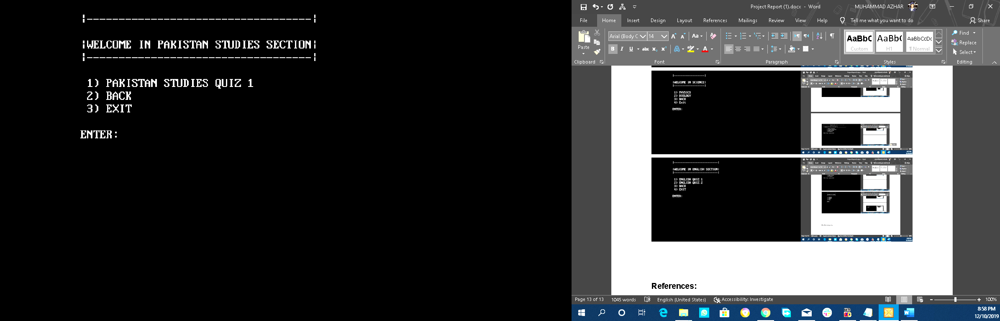 ¦-----------------------------------¦
¦WELCOME IN PAKISTAN STUDIES SECTION¦
¦-----------------------------------¦
1) PAKISTAN STUDIES QUIZ 1
2) BACK
3) EXIT
ENTER:
Project Report (1).docx - Word
MUHAMMAD AZHAR
File Home Insert Design Layout References Mailings Review View Help Tell me what you want to do Share
Paste
Clipboard
Arial (Body C 14
Font
Paragraph
AaBbC AaBbC AaBbCcDc
Custom H1 ¶ Normal
Styles
Find
Replace
Select
Editing
¦-------------------¦
¦WELCOME IN SCIENCE¦
¦-------------------¦
1) PHYSICS
2) BIOLOGY
3) BACK
4) Exit
ENTER:
¦---------------------------¦
¦WELCOME IN ENGLISH SECTION¦
¦---------------------------¦
1) ENGLISH QUIZ 1
2) ENGLISH QUIZ 2
3) BACK
4) EXIT
ENTER:
References:
Page 13 of 13 1045 words English (United States) Accessibility: Investigate 100%
8:58 PM
12/10/2019